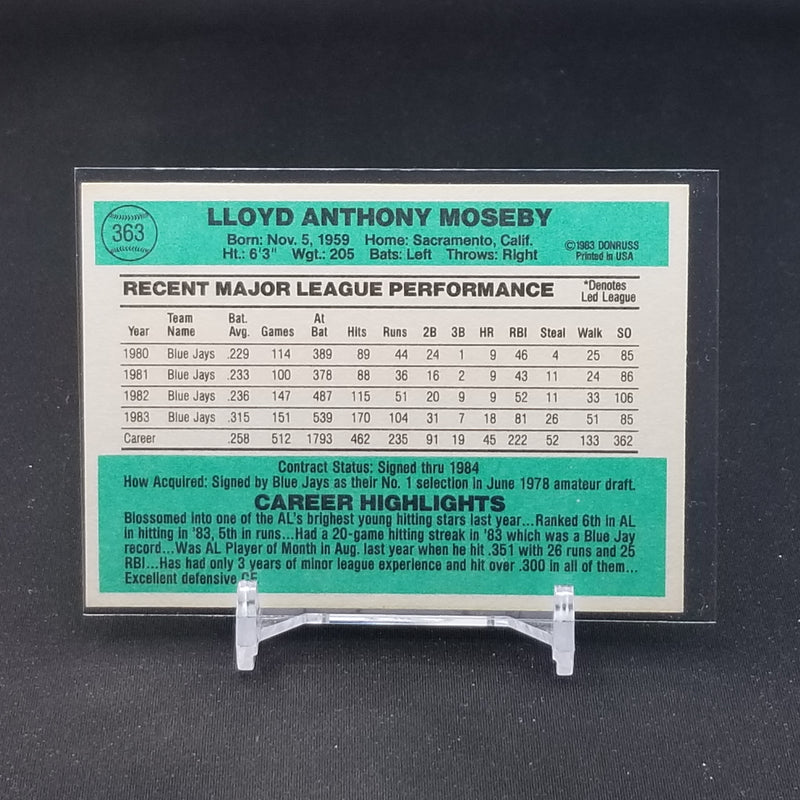 363
LLOYD ANTHONY MOSEBY
Born: Nov. 5, 1959 Home: Sacramento, Calif.
Ht.: 6'3" Wgt.: 205 Bats: Left Throws: Right
©1983 DONRUSS
Printed in USA
RECENT MAJOR LEAGUE PERFORMANCE
*Denotes
Led League
Year Team Name Bat. Avg. Games At Bat Hits Runs 2B 3B HR RBI Steal Walk SO
1980 Blue Jays .229 114 389 89 44 24 1 9 46 4 25 85
1981 Blue Jays .233 100 378 88 36 16 2 9 43 11 24 86
1982 Blue Jays .236 147 487 115 51 20 9 9 52 11 33 106
1983 Blue Jays .315 151 539 170 104 31 7 18 81 26 51 85
Career .258 512 1793 462 235 91 19 45 222 52 133 362
Contract Status: Signed thru 1984
How Acquired: Signed by Blue Jays as their No. 1 selection in June 1978 amateur draft.
CAREER HIGHLIGHTS
Blossomed into one of the AL's brighest young hitting stars last year...Ranked 6th in AL
in hitting in '83, 5th in runs...Had a 20-game hitting streak in '83 which was a Blue Jay
record...Was AL Player of Month in Aug. last year when he hit .351 with 26 runs and 25
RBI...Has had only 3 years of minor league experience and hit over .300 in all of them...
Excellent defensive CF